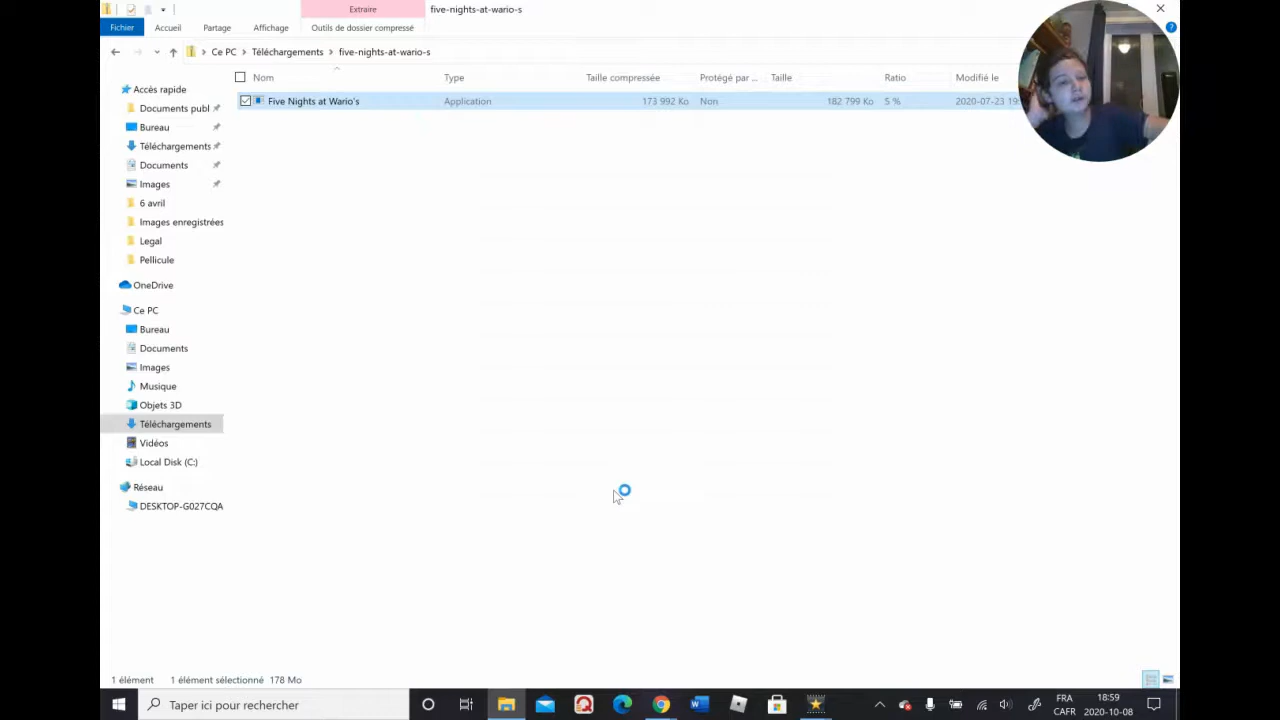 Extraire
five-nights-at-wario-s
Fichier
Accueil
Partage
Affichage
Outils de dossier compressé
Ce PC
Téléchargements
five-nights-at-wario-s
Nom
Type
Taille compressée
Protégé par ...
Taille
Ratio
Modifié le
Five Nights at Wario's
Application
173 992 Ko
Non
182 799 Ko
5 %
2020-07-23
Accès rapide
Documents publ
Bureau
Téléchargements
Documents
Images
6 avril
Images enregistrées
Legal
Pellicule
OneDrive
Ce PC
Bureau
Documents
Images
Musique
Objets 3D
Téléchargements
Vidéos
Local Disk (C:)
Réseau
DESKTOP-G027CQA
1 élément
1 élément sélectionné 178 Mo
Taper ici pour rechercher
FRA
CAFR
18:59
2020-10-08